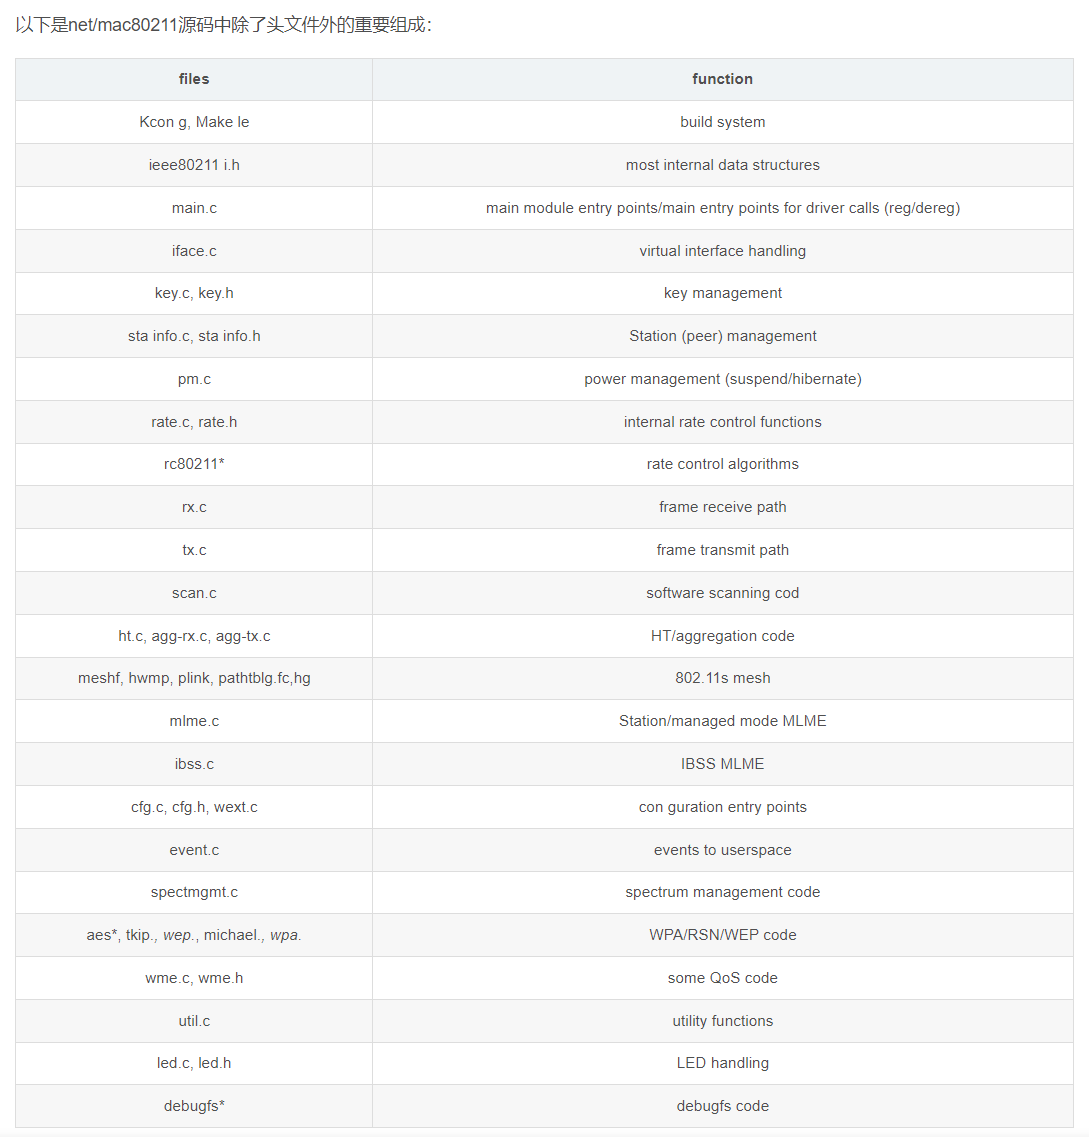 以下是net/mac80211源码中除了头文件外的重要组成：
files function
Kcon g, Make le build system
ieee80211 i.h most internal data structures
main.c main module entry points/main entry points for driver calls (reg/dereg)
iface.c virtual interface handling
key.c, key.h key management
sta info.c, sta info.h Station (peer) management
pm.c power management (suspend/hibernate)
rate.c, rate.h internal rate control functions
rc80211* rate control algorithms
rx.c frame receive path
tx.c frame transmit path
scan.c software scanning cod
ht.c, agg-rx.c, agg-tx.c HT/aggregation code
meshf, hwmp, plink, pathtblg.fc,hg 802.11s mesh
mlme.c Station/managed mode MLME
ibss.c IBSS MLME
cfg.c, cfg.h, wext.c con guration entry points
event.c events to userspace
spectmgmt.c spectrum management code
aes*, tkip., wep., michael., wpa. WPA/RSN/WEP code
wme.c, wme.h some QoS code
util.c utility functions
led.c, led.h LED handling
debugfs* debugfs code